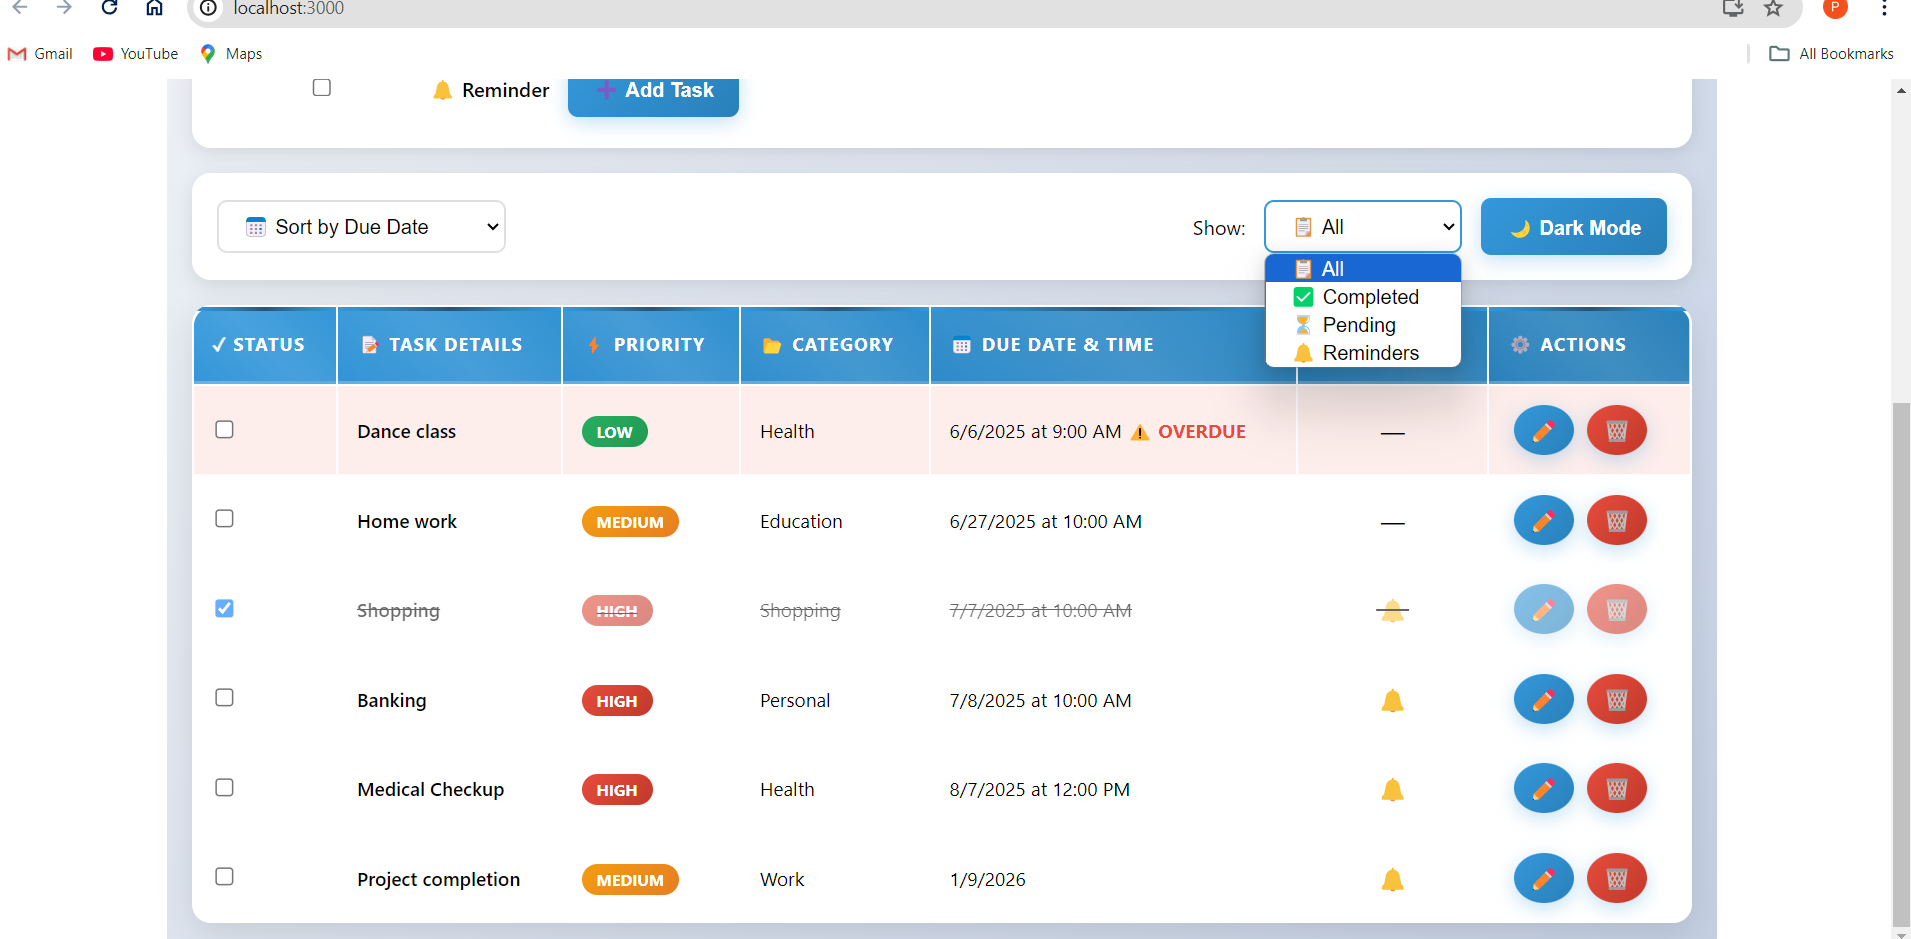 localhost:3000
P
Gmail YouTube Maps All Bookmarks
Reminder Add Task
Sort by Due Date Show: All Dark Mode
All
Completed
Pending
Reminders
STATUS TASK DETAILS PRIORITY CATEGORY DUE DATE & TIME ACTIONS
Dance class LOW Health 6/6/2025 at 9:00 AM OVERDUE —
Home work MEDIUM Education 6/27/2025 at 10:00 AM —
Shopping HIGH Shopping 7/7/2025 at 10:00 AM
Banking HIGH Personal 7/8/2025 at 10:00 AM
Medical Checkup HIGH Health 8/7/2025 at 12:00 PM
Project completion MEDIUM Work 1/9/2026